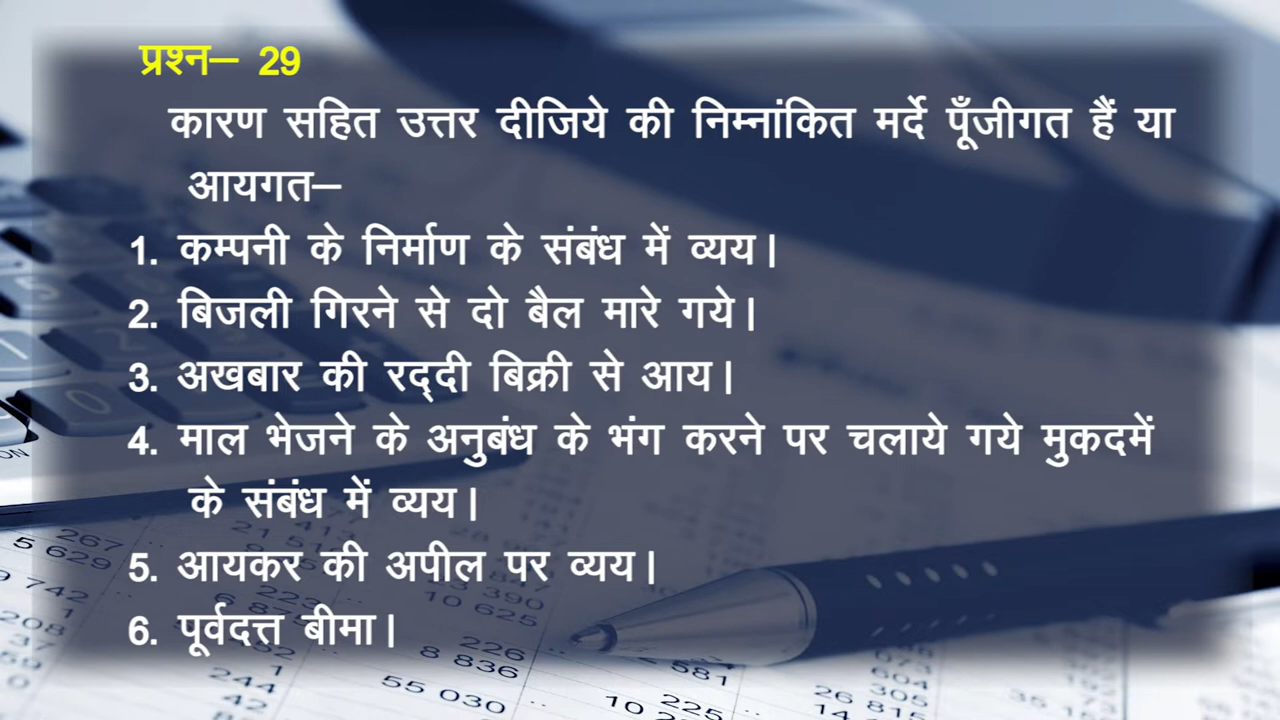 प्रश्न– 29
कारण सहित उत्तर दीजिये की निम्नांकित मर्दे पूँजीगत हैं या
आयगत–
1. कम्पनी के निर्माण के संबंध में व्यय।
2. बिजली गिरने से दो बैल मारे गये।
3. अखबार की रद्दी बिक्री से आय।
4. माल भेजने के अनुबंध के भंग करने पर चलाये गये मुकदमें
के संबंध में व्यय।
5. आयकर की अपील पर व्यय।
6. पूर्वदत्त बीमा।